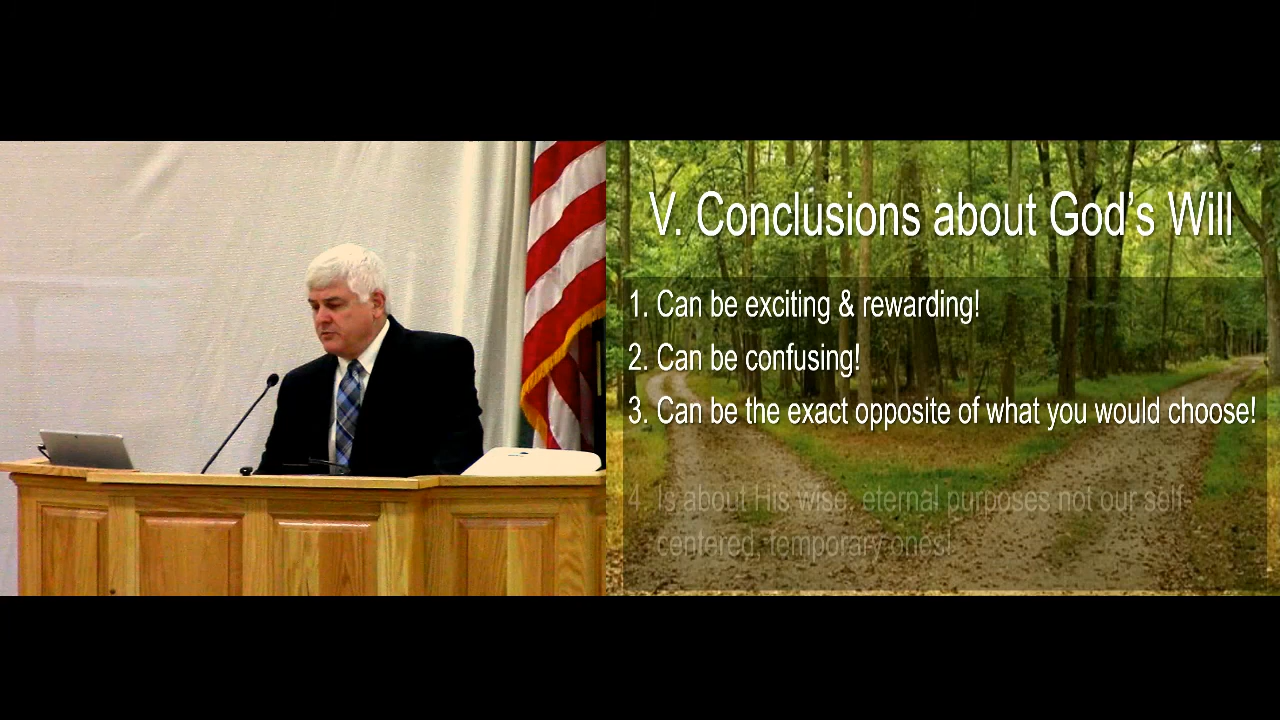 V. Conclusions about God's Will
1. Can be exciting & rewarding!
2. Can be confusing!
3. Can be the exact opposite of what you would choose!
4. Is about His wise, eternal purposes not our self-
centered, temporary ones!